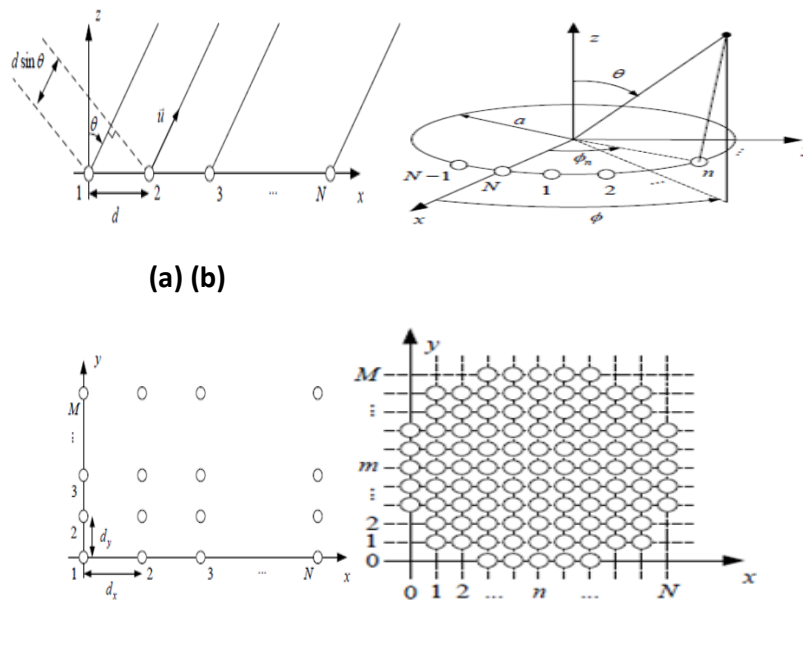 z
d sin θ
θ
û
1 2 3 ... N x
d
z
θ
a
ϕn
N−1 N 1 2 ... n ...
x
ϕ
(a) (b)
y
M
...
3
2 dy
1 2 3 ... N x
dx
y
M
...
m
...
2
1
0
x
0 1 2 ... n ... N